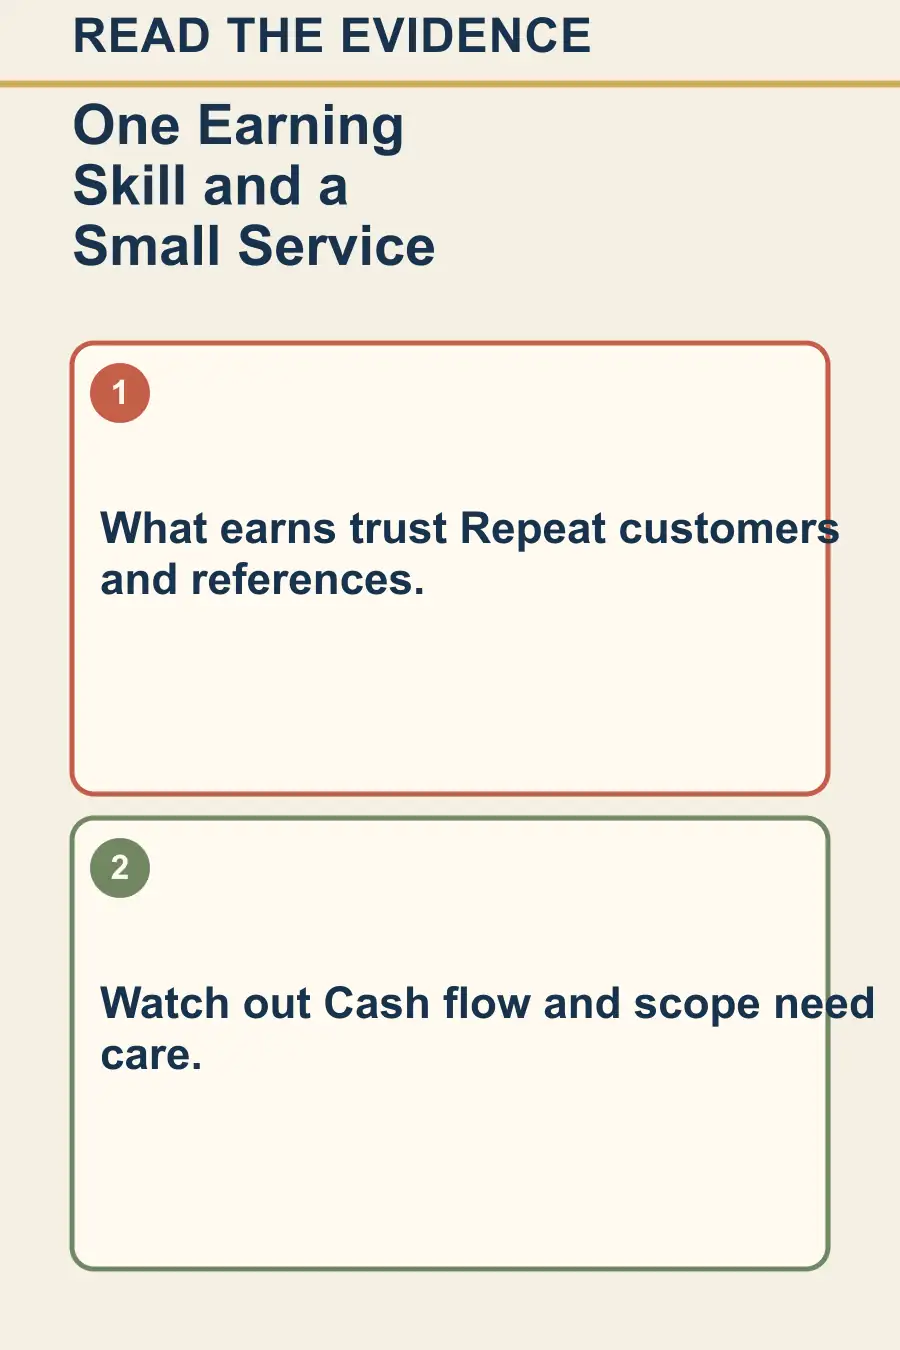 READ THE EVIDENCE
One Earning
Skill and a
Small Service
1
What earns trust Repeat customers
and references.
2
Watch out Cash flow and scope need
care.